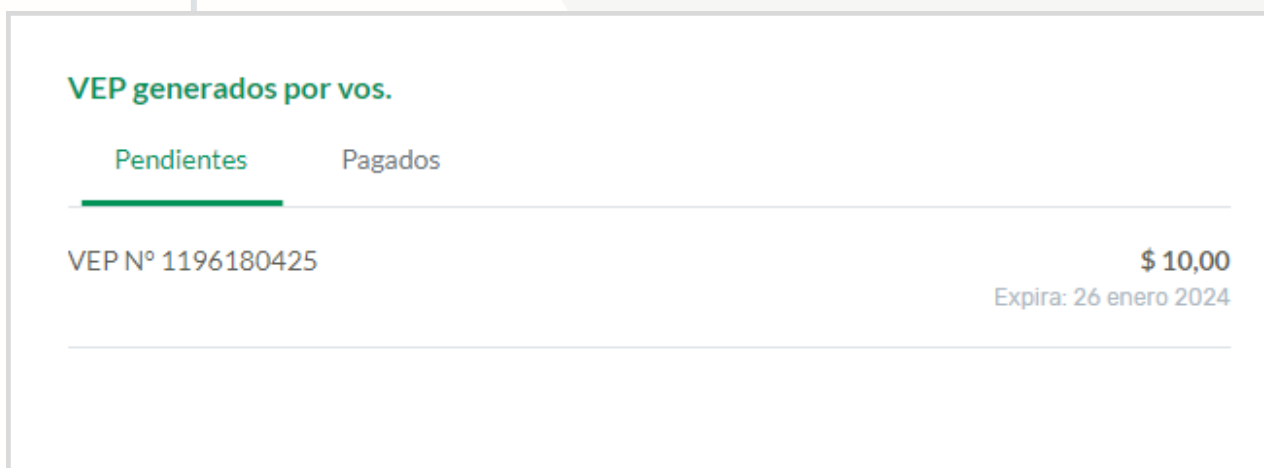 VEP generados por vos.
Pendientes Pagados
VEP Nº 1196180425 $ 10,00
Expira: 26 enero 2024